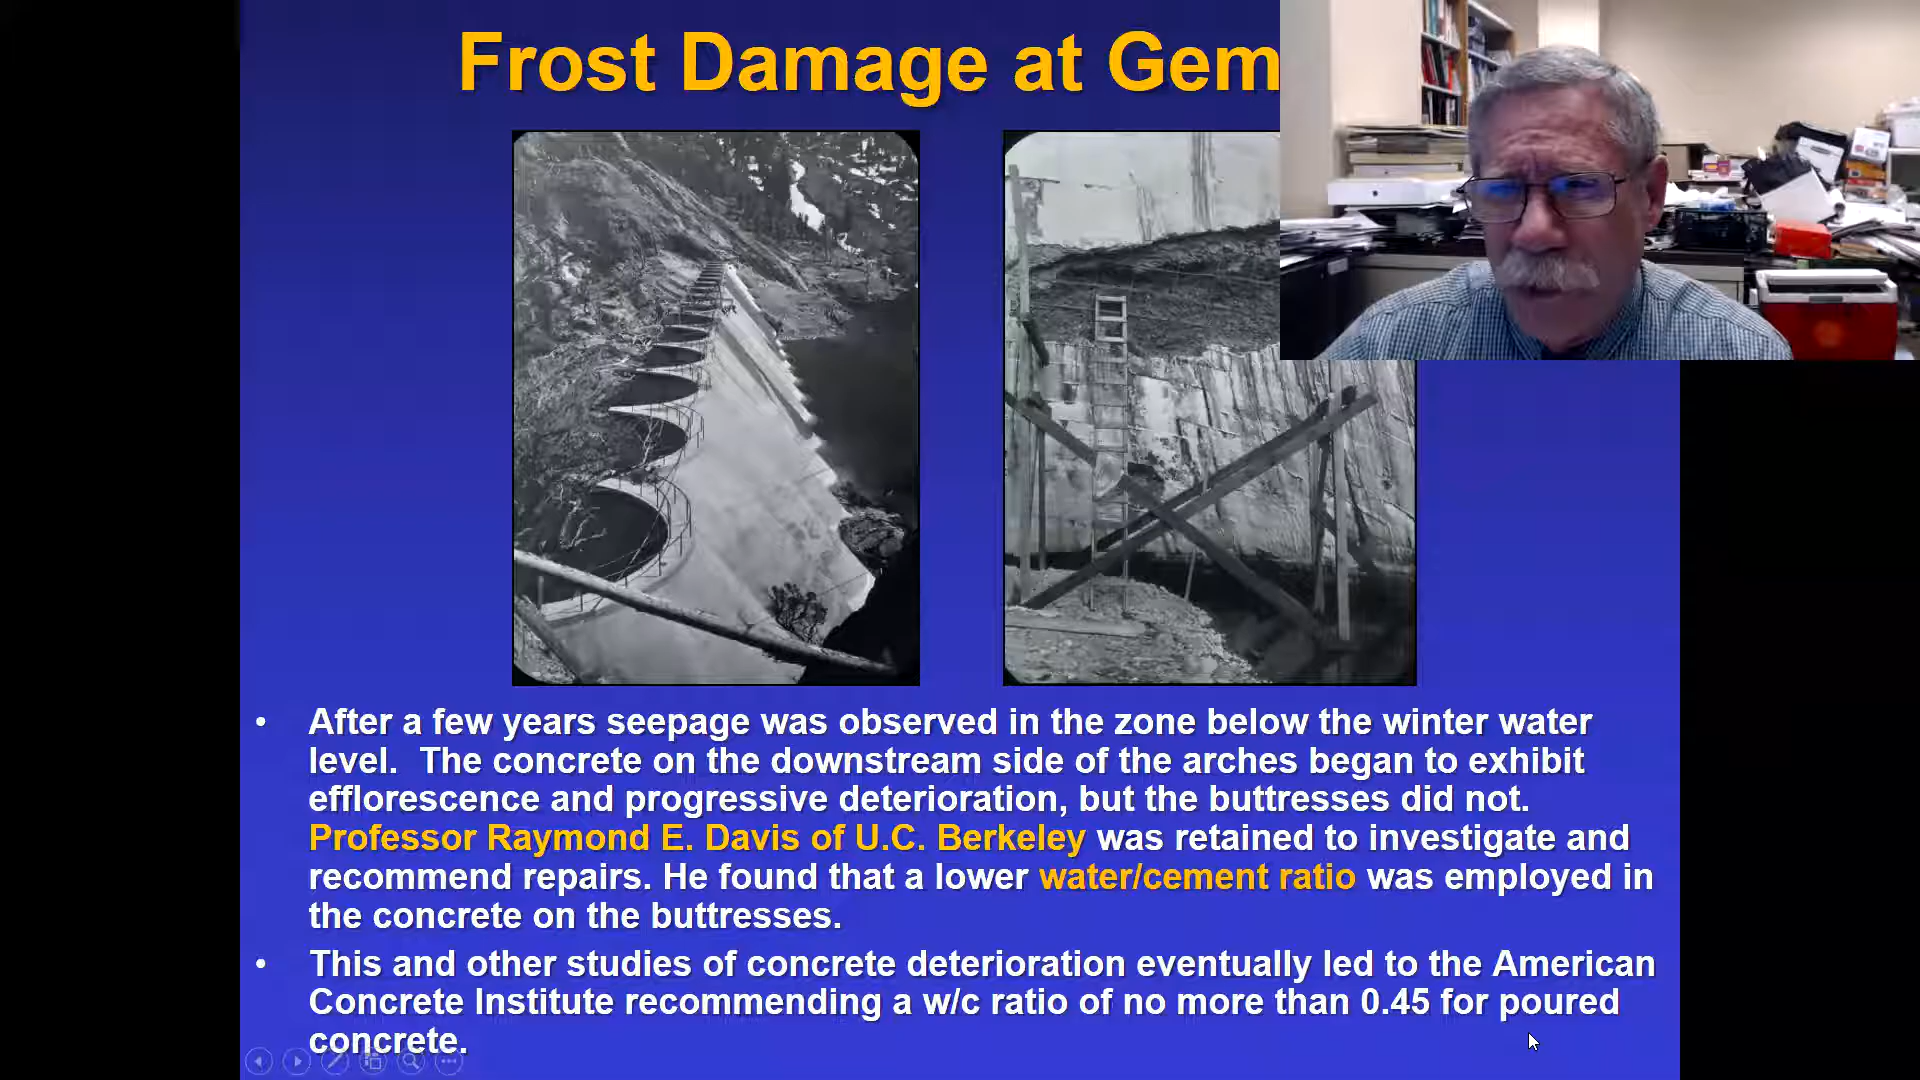 Frost Damage at Gem
• After a few years seepage was observed in the zone below the winter water
level.  The concrete on the downstream side of the arches began to exhibit
efflorescence and progressive deterioration, but the buttresses did not.
Professor Raymond E. Davis of U.C. Berkeley was retained to investigate and
recommend repairs. He found that a lower water/cement ratio was employed in
the concrete on the buttresses.
• This and other studies of concrete deterioration eventually led to the American
Concrete Institute recommending a w/c ratio of no more than 0.45 for poured
concrete.